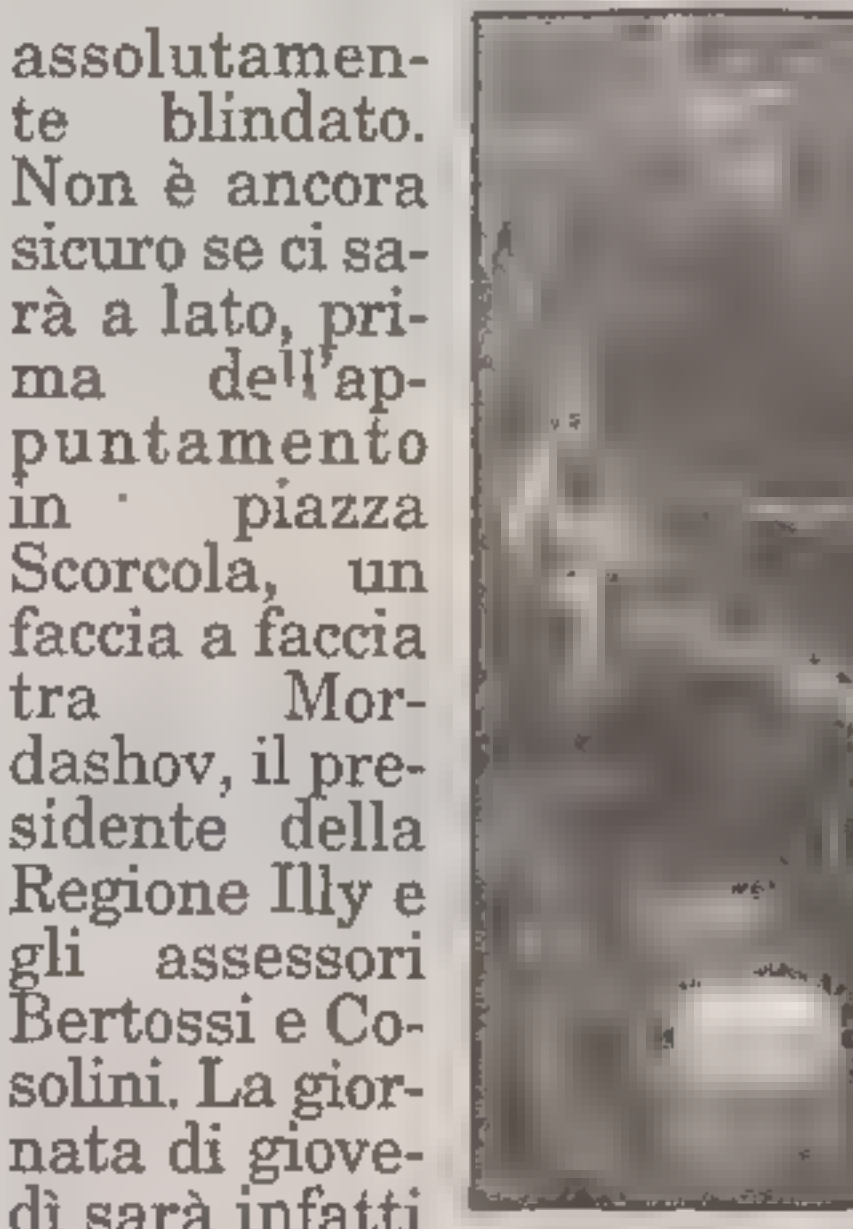 assolutamen-
te blindato.
Non è ancora
sicuro se ci sa-
rà a lato, pri-
ma dell'ap-
puntamento
in piazza
Scorcola, un
faccia a faccia
tra Mor-
dashov, il pre-
sidente della
Regione Illy e
gli assessori
Bertossi e Co-
solini. La gior-
nata di giove-
dì sarà infatti